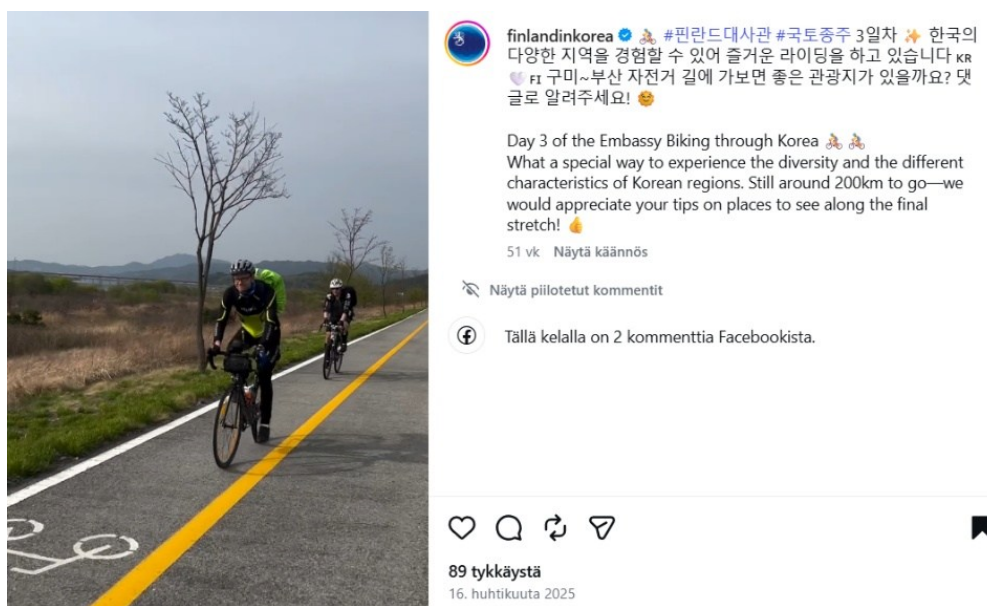 finlandinkorea 🚴🏻 #핀란드대사관 #국토종주 3일차 ✨ 한국의
다양한 지역을 경험할 수 있어 즐거운 라이딩을 하고 있습니다 KR
🤍 FI 구미~부산 자전거 길에 가보면 좋은 관광지가 있을까요? 댓
글로 알려주세요! 🌞
Day 3 of the Embassy Biking through Korea 🚴🏻 🚴🏻
What a special way to experience the diversity and the different
characteristics of Korean regions. Still around 200km to go—we
would appreciate your tips on places to see along the final
stretch! 👍
51 vk Näytä käännös
Näytä piilotetut kommentit
Tällä kelalla on 2 kommenttia Facebookista.
89 tykkäystä
16. huhtikuuta 2025